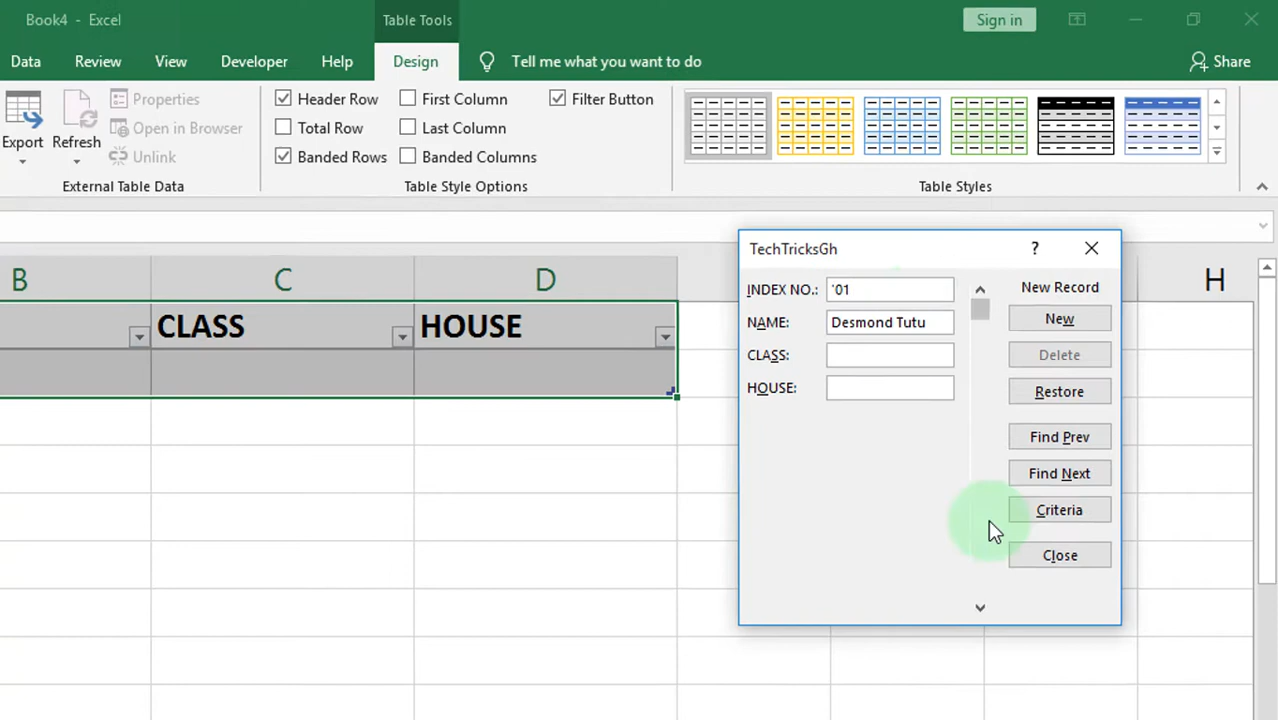 Book4 - Excel
Table Tools
Sign in
Data
Review
View
Developer
Help
Design
Tell me what you want to do
Share
Export
Refresh
Properties
Open in Browser
Unlink
External Table Data
Header Row
First Column
Filter Button
Total Row
Last Column
Banded Rows
Banded Columns
Table Style Options
Table Styles
B
C
D
H
CLASS
HOUSE
TechTricksGh
?
INDEX NO.:
'01
NAME:
Desmond Tutu
CLASS:
HOUSE:
New Record
New
Delete
Restore
Find Prev
Find Next
Criteria
Close